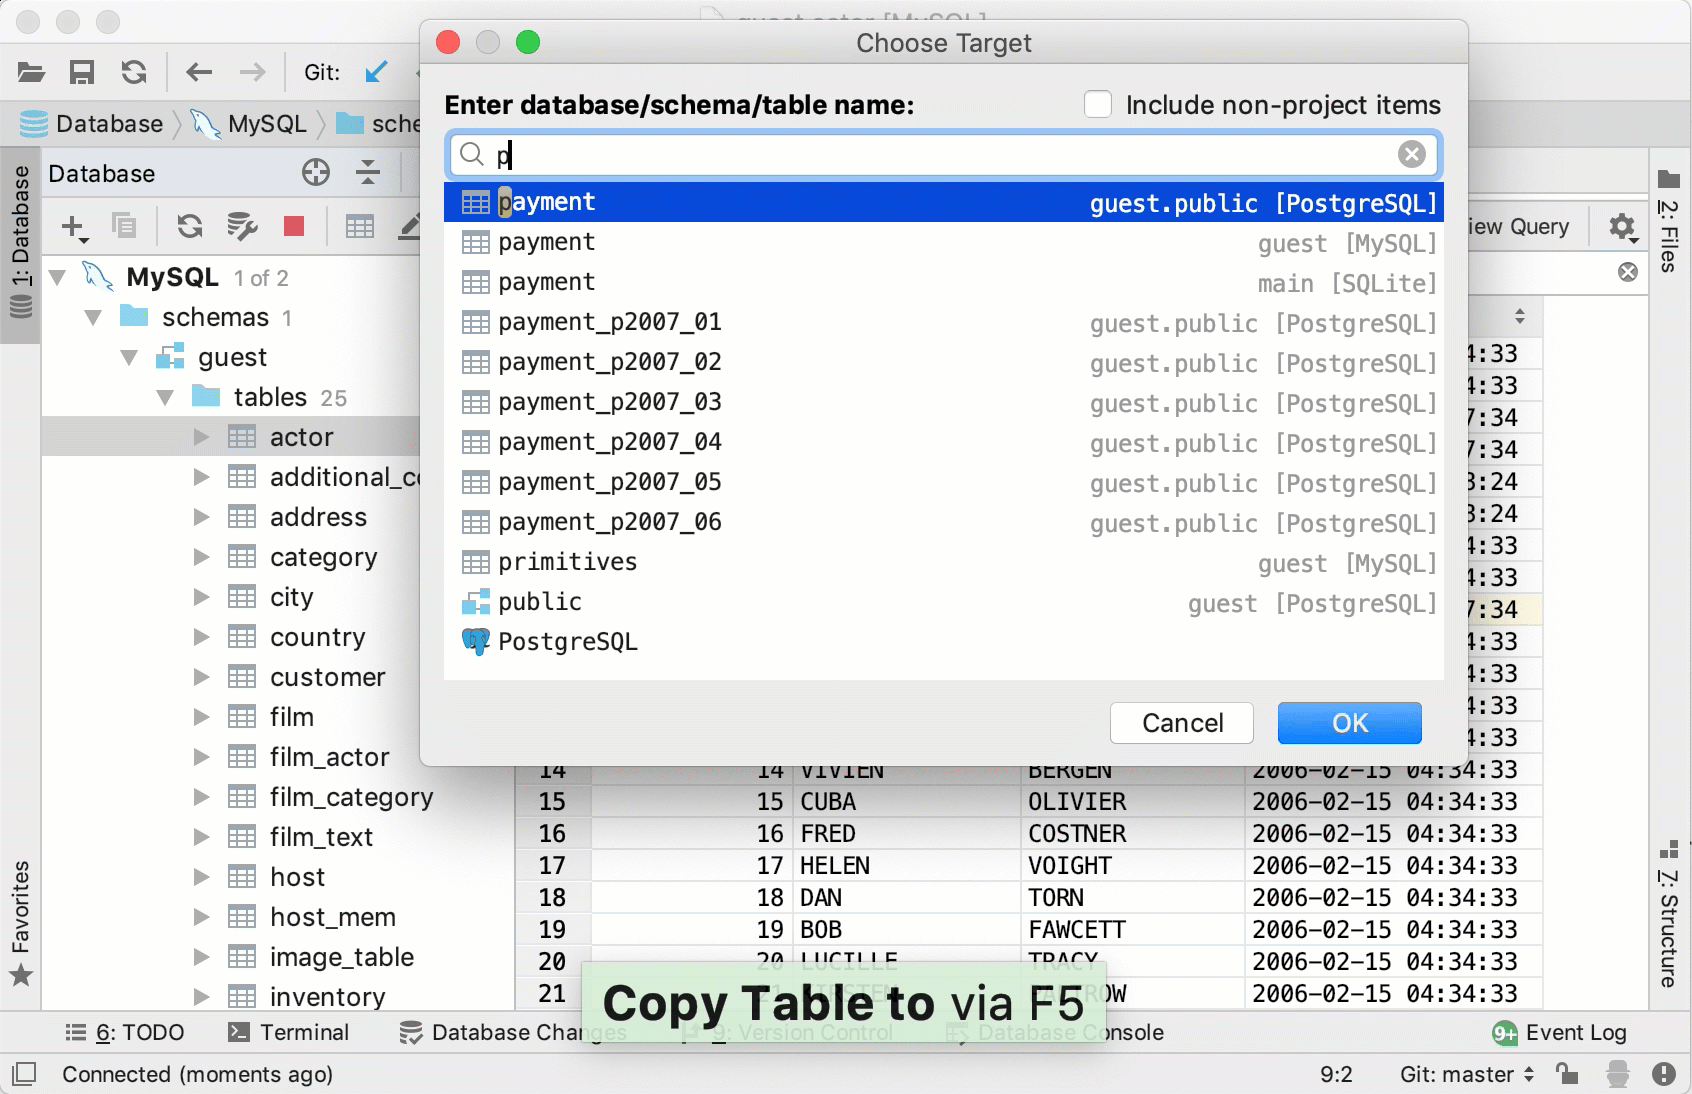 Choose Target
Git:
Enter database/schema/table name:
Include non-project items
Database
MySQL
p
1: Database
Database
payment guest.public [PostgreSQL]
payment guest [MySQL]
payment main [SQLite]
payment_p2007_01 guest.public [PostgreSQL]
payment_p2007_02 guest.public [PostgreSQL]
payment_p2007_03 guest.public [PostgreSQL]
payment_p2007_04 guest.public [PostgreSQL]
payment_p2007_05 guest.public [PostgreSQL]
payment_p2007_06 guest.public [PostgreSQL]
primitives guest [MySQL]
public guest [PostgreSQL]
PostgreSQL
Cancel
OK
iew Query
2: Files
MySQL 1 of 2
schemas 1
guest
tables 25
actor
additional_c
address
category
city
country
customer
film
film_actor
film_category
film_text
host
host_mem
image_table
inventory
4:33
4:33
7:34
7:34
3:24
3:24
4:33
4:33
7:34
4:33
4:33
4:33
4:33
14 14 VIVIEN BERGEN 2006-02-15 04:34:33
15 15 CUBA OLIVIER 2006-02-15 04:34:33
16 16 FRED COSTNER 2006-02-15 04:34:33
17 17 HELEN VOIGHT 2006-02-15 04:34:33
18 18 DAN TORN 2006-02-15 04:34:33
19 19 BOB FAWCETT 2006-02-15 04:34:33
20 20 LUCILLE TRACY 2006-02-15 04:34:33
21 21 KIRSTEN PALTROW 2006-02-15 04:34:33
Copy Table to via F5
Favorites
7: Structure
6: TODO
Terminal
Database Changes
9: Version Control
Database Console
9+ Event Log
Connected (moments ago)
9:2
Git: master